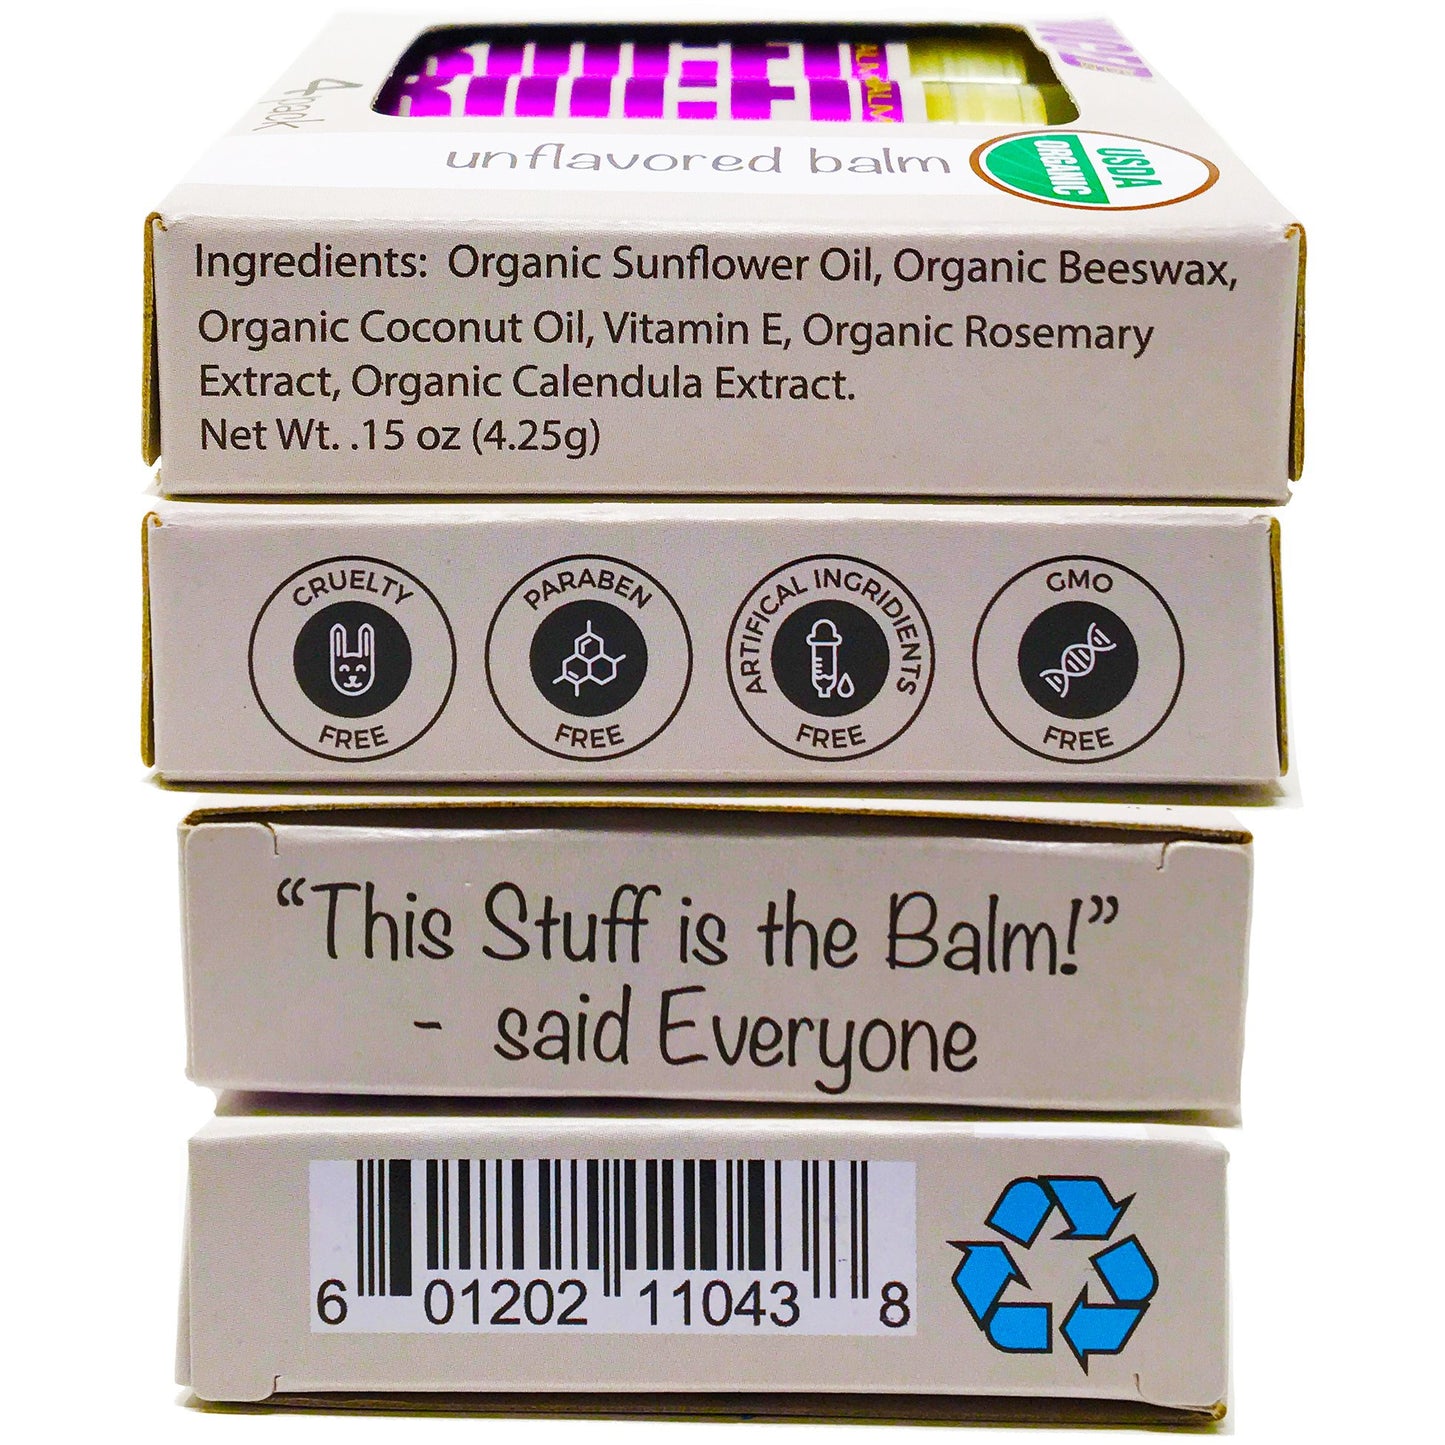 4 pack
unflavored balm
USDA
ORGANIC
Ingredients: Organic Sunflower Oil, Organic Beeswax,
Organic Coconut Oil, Vitamin E, Organic Rosemary
Extract, Organic Calendula Extract.
Net Wt. .15 oz (4.25g)
CRUELTY
FREE
PARABEN
FREE
ARTIFICAL INGRIDIENTS
FREE
GMO
FREE
“This Stuff is the Balm!”
- said Everyone
6 01202 11043 8